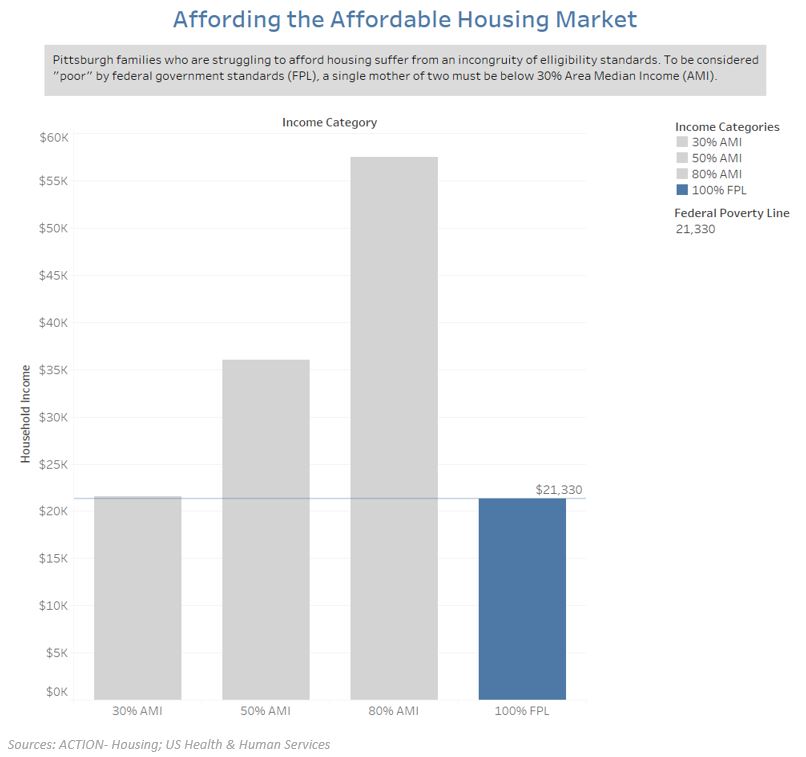 Affording the Affordable Housing Market
Pittsburgh families who are struggling to afford housing suffer from an incongruity of elligibility standards. To be considered
"poor" by federal government standards (FPL), a single mother of two must be below 30% Area Median Income (AMI).
Income Category
$60K
$55K
$50K
$45K
$40K
$35K
$30K
$25K
$20K
$15K
$10K
$5K
$0K
Household Income
$21,330
30% AMI
50% AMI
80% AMI
100% FPL
Income Categories
30% AMI
50% AMI
80% AMI
100% FPL
Federal Poverty Line
21,330
Sources: ACTION- Housing; US Health & Human Services